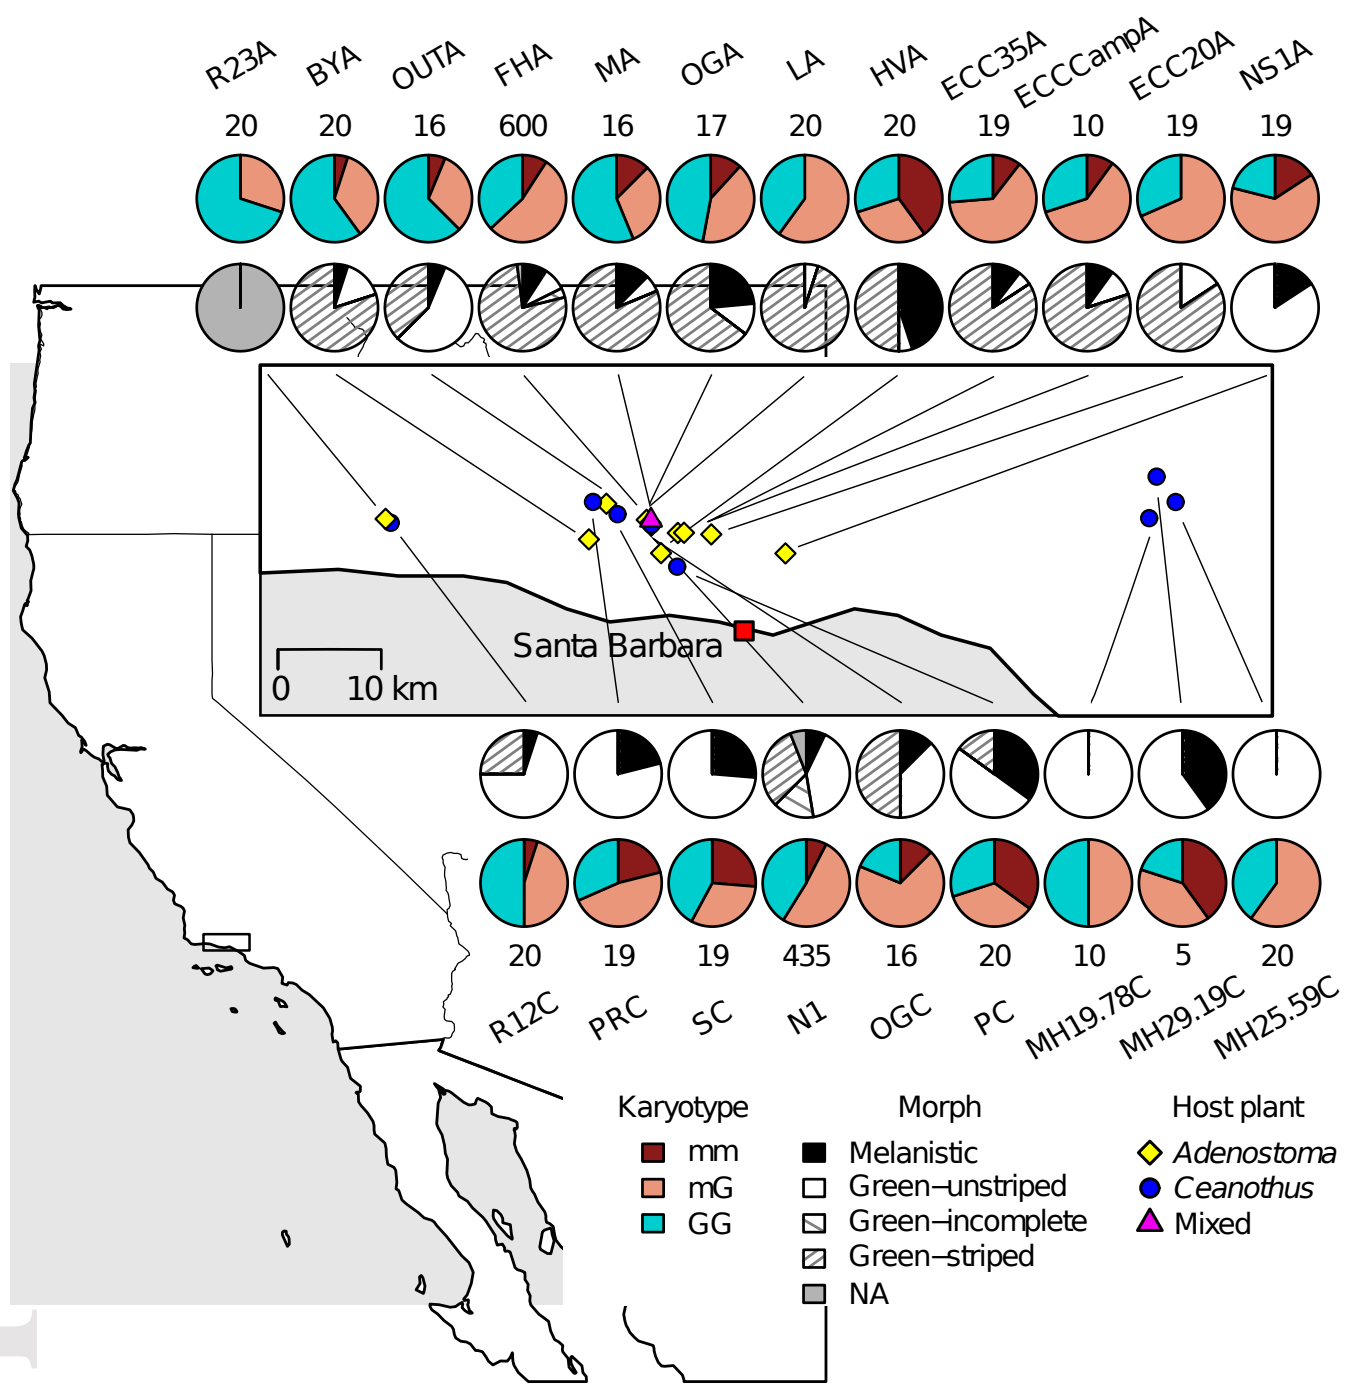 R23A BYA OUTA FHA MA OGA LA HVA ECC35A ECCCampA ECC20A NS1A
20 20 16 600 16 17 20 20 19 10 19 19
Santa Barbara
0 10 km
20 19 19 435 16 20 10 5 20
R12C PRC SC N1 OGC PC MH19.78C MH29.19C MH25.59C
Karyotype Morph Host plant
mm Melanistic Adenostoma
mG Green–unstriped Ceanothus
GG Green–incomplete Mixed
Green–striped
NA